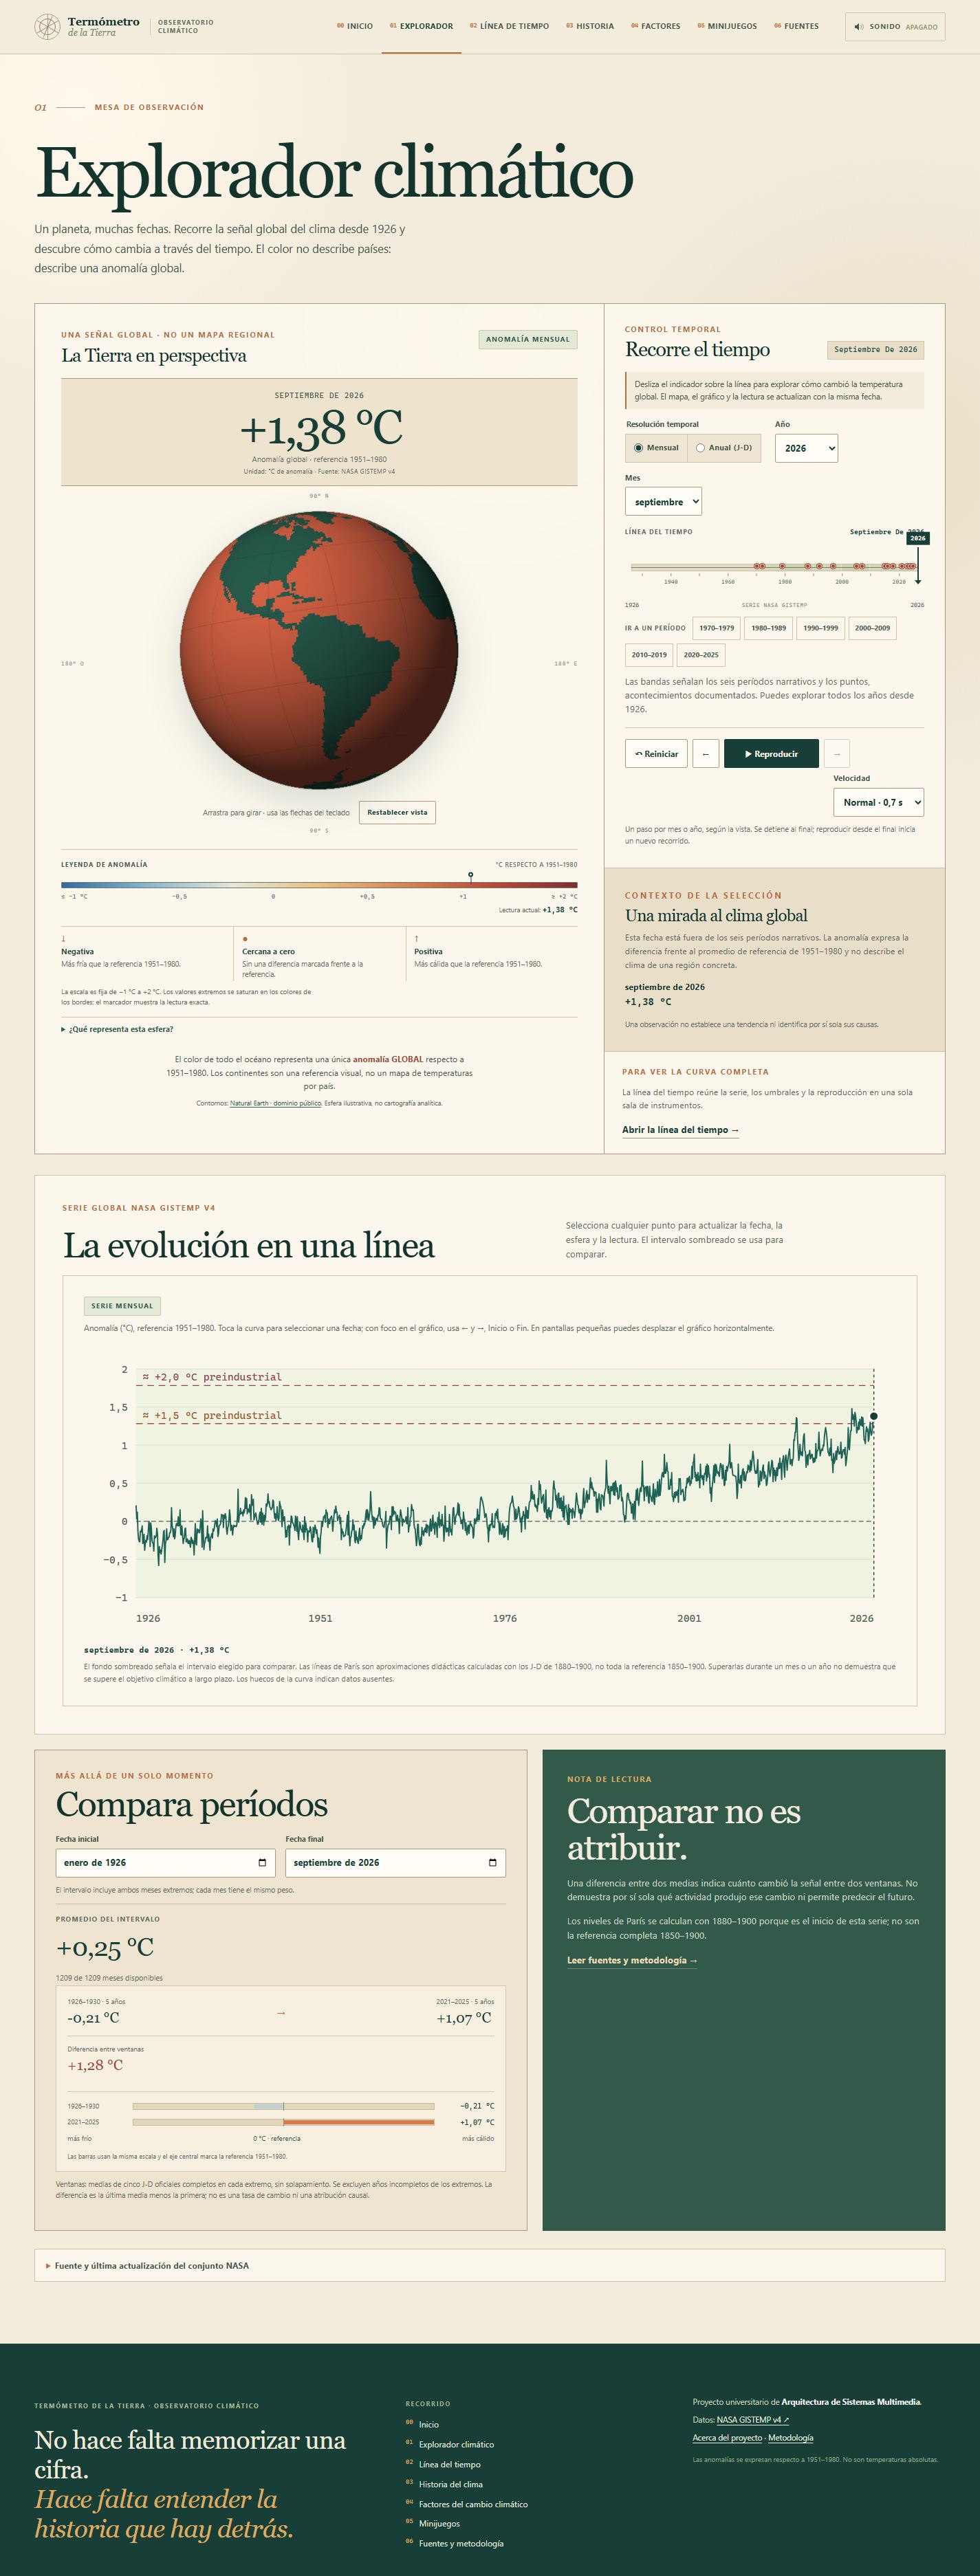 Termómetro
de la Tierra
OBSERVATORIO
CLIMÁTICO
00 INICIO
01 EXPLORADOR
02 LÍNEA DE TIEMPO
03 HISTORIA
04 FACTORES
05 MINIJUEGOS
06 FUENTES
SONIDO APAGADO
01 MESA DE OBSERVACIÓN
Explorador climático
Un planeta, muchas fechas. Recorre la señal global del clima desde 1926 y
descubre cómo cambia a través del tiempo. El color no describe países:
describe una anomalía global.
UNA SEÑAL GLOBAL · NO UN MAPA REGIONAL
La Tierra en perspectiva
ANOMALÍA MENSUAL
SEPTIEMBRE DE 2026
+1,38 °C
Anomalía global · referencia 1951–1980
Unidad: °C de anomalía · Fuente: NASA GISTEMP v4
90° N
180° O
180° E
Arrastra para girar · usa las flechas del teclado
Restablecer vista
90° S
LEYENDA DE ANOMALÍA
°C RESPECTO A 1951–1980
≤ −1 °C
−0,5
0
+0,5
+1
≥ +2 °C
Lectura actual: +1,38 °C
↓
Negativa
Más fría que la referencia 1951–1980.
●
Cercana a cero
Sin una diferencia marcada frente a la
referencia.
↑
Positiva
Más cálida que la referencia 1951–1980.
La escala es fija de −1 °C a +2 °C. Los valores extremos se saturan en los colores de
los bordes; el marcador muestra la lectura exacta.
▶ ¿Qué representa esta esfera?
El color de todo el océano representa una única anomalía GLOBAL respecto a
1951–1980. Los continentes son una referencia visual, no un mapa de temperaturas
por país.
Contornos: Natural Earth · dominio público. Esfera ilustrativa, no cartografía analítica.
CONTROL TEMPORAL
Recorre el tiempo
Septiembre De 2026
Desliza el indicador sobre la línea para explorar cómo cambió la temperatura
global. El mapa, el gráfico y la lectura se actualizan con la misma fecha.
Resolución temporal
Mensual
Anual (J-D)
Año
2026
Mes
septiembre
LÍNEA DEL TIEMPO
Septiembre De 2026
2026
1940
1960
1980
2000
2020
1926
SERIE NASA GISTEMP
2026
IR A UN PERÍODO
1970–1979
1980–1989
1990–1999
2000–2009
2010–2019
2020–2025
Las bandas señalan los seis períodos narrativos y los puntos,
acontecimientos documentados. Puedes explorar todos los años desde
1926.
↶ Reiniciar
←
▶ Reproducir
→
Velocidad
Normal · 0,7 s
Un paso por mes o año, según la vista. Se detiene al final; reproducir desde el final inicia
un nuevo recorrido.
CONTEXTO DE LA SELECCIÓN
Una mirada al clima global
Esta fecha está fuera de los seis períodos narrativos. La anomalía expresa la
diferencia frente al promedio de referencia de 1951–1980 y no describe el
clima de una región concreta.
septiembre de 2026
+1,38 °C
Una observación no establece una tendencia ni identifica por sí sola sus causas.
PARA VER LA CURVA COMPLETA
La línea del tiempo reúne la serie, los umbrales y la reproducción en una sola
sala de instrumentos.
Abrir la línea del tiempo →
SERIE GLOBAL NASA GISTEMP V4
La evolución en una línea
Selecciona cualquier punto para actualizar la fecha, la
esfera y la lectura. El intervalo sombreado se usa para
comparar.
SERIE MENSUAL
Anomalía (°C), referencia 1951–1980. Toca la curva para seleccionar una fecha; con foco en el gráfico, usa ← y →, Inicio o Fin. En pantallas pequeñas puedes desplazar el gráfico horizontalmente.
2
≈ +2,0 °C preindustrial
1,5
≈ +1,5 °C preindustrial
1
0,5
0
−0,5
−1
1926
1951
1976
2001
2026
septiembre de 2026 · +1,38 °C
El fondo sombreado señala el intervalo elegido para comparar. Las líneas de París son aproximaciones didácticas calculadas con los J-D de 1880–1900, no toda la referencia 1850–1900. Superarlas durante un mes o un año no demuestra que
se supere el objetivo climático a largo plazo. Los huecos de la curva indican datos ausentes.
MÁS ALLÁ DE UN SOLO MOMENTO
Compara períodos
Fecha inicial
Fecha final
enero de 1926
septiembre de 2026
El intervalo incluye ambos meses extremos; cada mes tiene el mismo peso.
PROMEDIO DEL INTERVALO
+0,25 °C
1209 de 1209 meses disponibles
1926–1930 · 5 años
-0,21 °C
→
2021–2025 · 5 años
+1,07 °C
Diferencia entre ventanas
+1,28 °C
1926–1930
−0,21 °C
2021–2025
+1,07 °C
más frío
0 °C · referencia
más cálido
Las barras usan la misma escala y el eje central marca la referencia 1951–1980.
Ventanas: medias de cinco J-D oficiales completos en cada extremo, sin solapamiento. Se excluyen años incompletos de los extremos. La
diferencia es la última media menos la primera; no es una tasa de cambio ni una atribución causal.
NOTA DE LECTURA
Comparar no es
atribuir.
Una diferencia entre dos medias indica cuánto cambió la señal entre dos ventanas. No
demuestra por sí sola qué actividad produjo ese cambio ni permite predecir el futuro.
Los niveles de París se calculan con 1880–1900 porque es el inicio de esta serie; no son
la referencia completa 1850–1900.
Leer fuentes y metodología →
▶ Fuente y última actualización del conjunto NASA
TERMÓMETRO DE LA TIERRA · OBSERVATORIO CLIMÁTICO
No hace falta memorizar una
cifra.
Hace falta entender la
historia que hay detrás.
RECORRIDO
00 Inicio
01 Explorador climático
02 Línea del tiempo
03 Historia del clima
04 Factores del cambio climático
05 Minijuegos
06 Fuentes y metodología
Proyecto universitario de Arquitectura de Sistemas Multimedia.
Datos: NASA GISTEMP v4 ↗
Acerca del proyecto · Metodología
Las anomalías se expresan respecto a 1951–1980. No son temperaturas absolutas.